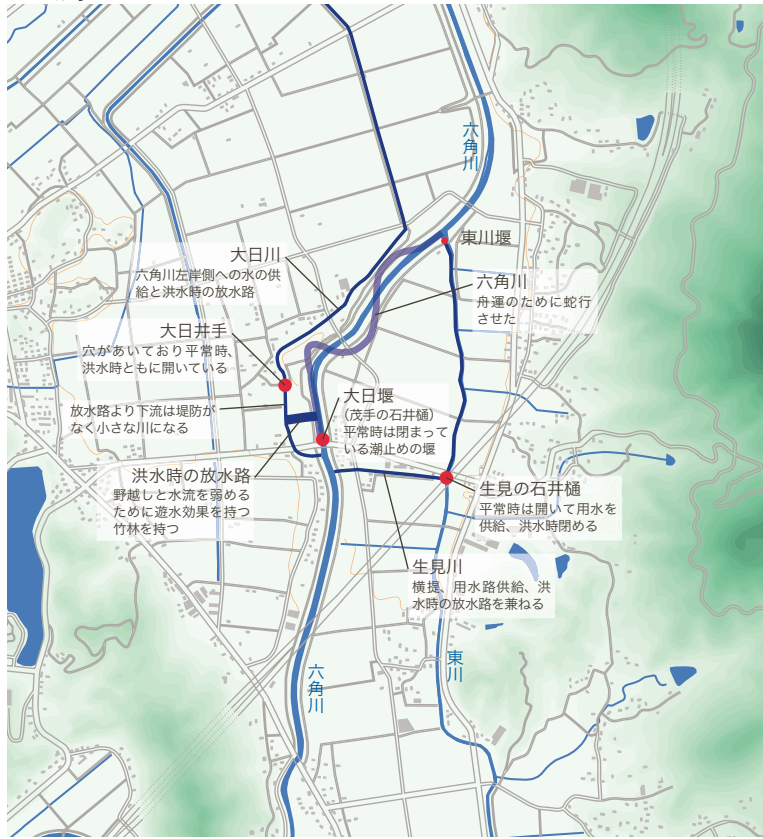 六角川
東川堰
大日川
六角川左岸側への水の供
給と洪水時の放水路
六角川
舟運のために蛇行
させた
大日井手
穴があいており平常時、
洪水時ともに開いている
放水路より下流は堤防が
なく小さな川になる
大日堰
(茂手の石井樋)
平常時は閉まって
いる潮止めの堰
洪水時の放水路
野越しと水流を弱める
ために遊水効果を持つ
竹林を持つ
生見の石井樋
平常時は開いて用水を
供給、洪水時閉める
生見川
横提、用水路供給、洪
水時の放水路を兼ねる
六角川
東川